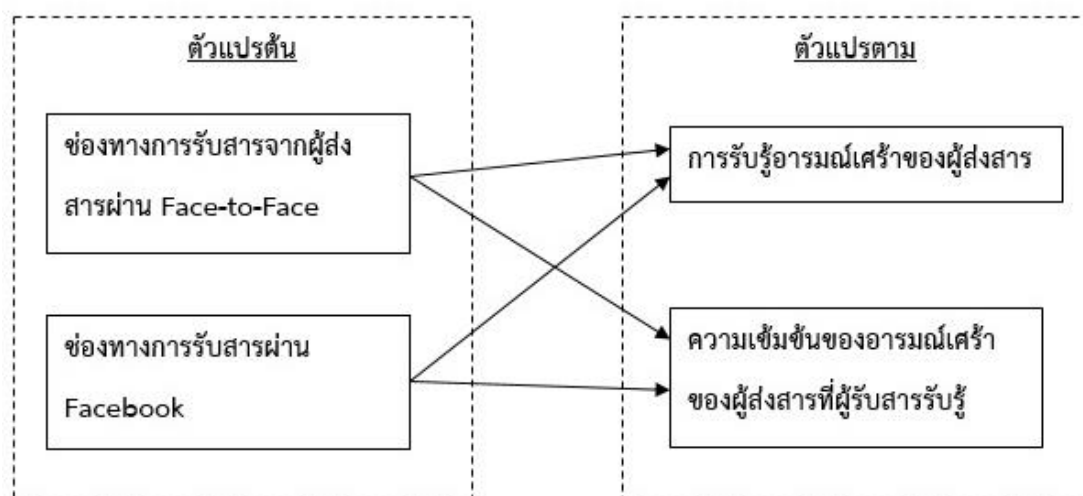 ตัวแปรต้น
ช่องทางการรับสารจากผู้ส่ง
สารผ่าน Face-to-Face
ช่องทางการรับสารผ่าน
Facebook
ตัวแปรตาม
การรับรู้อารมณ์เศร้าของผู้ส่งสาร
ความเข้มข้นของอารมณ์เศร้า
ของผู้ส่งสารที่ผู้รับสารรับรู้